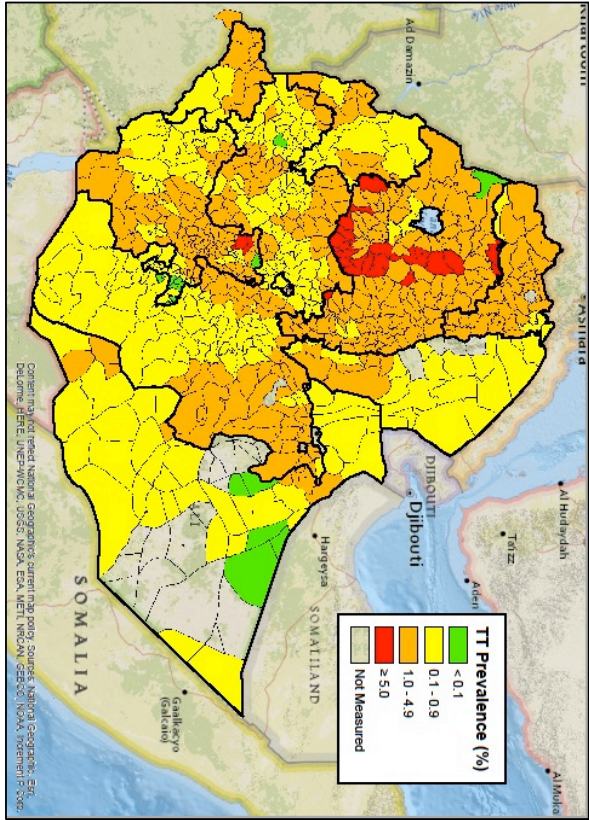 Khartoum
Ad Damazin
Asmara
Al Hudaydah
Ta'izz
Aden
Al Muka
DJIBOUTI
Djibouti
Hargeysa
SOMALILAND
TT Prevalence (%)
< 0.1
0.1 - 0.9
1.0 - 4.9
≥ 5.0
Not Measured
Gaalkacyo
(Galcaio)
SOMALIA
Content may not reflect National Geographic's current map policy. Sources: National Geographic, Esri,
DeLorme, HERE, UNEP-WCMC, USGS, NASA, ESA, METI, NRCAN, GEBCO, NOAA, increment P Corp.